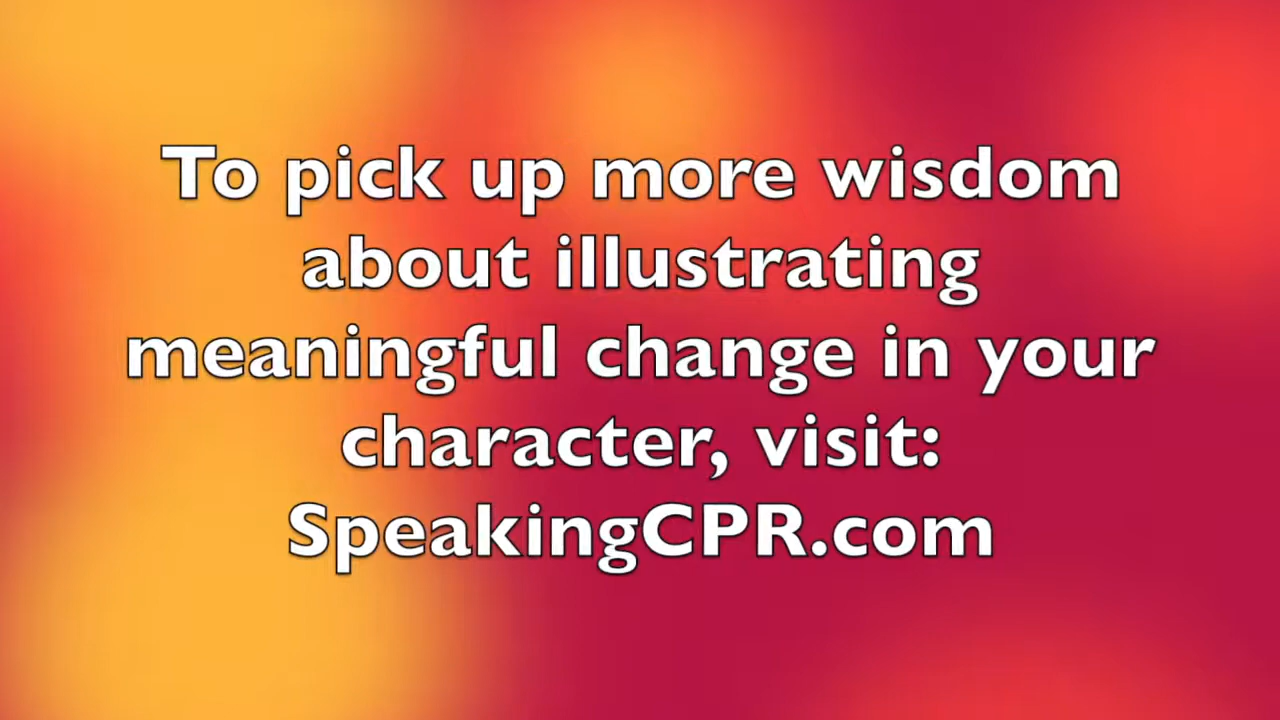 To pick up more wisdom
about illustrating
meaningful change in your
character, visit:
SpeakingCPR.com